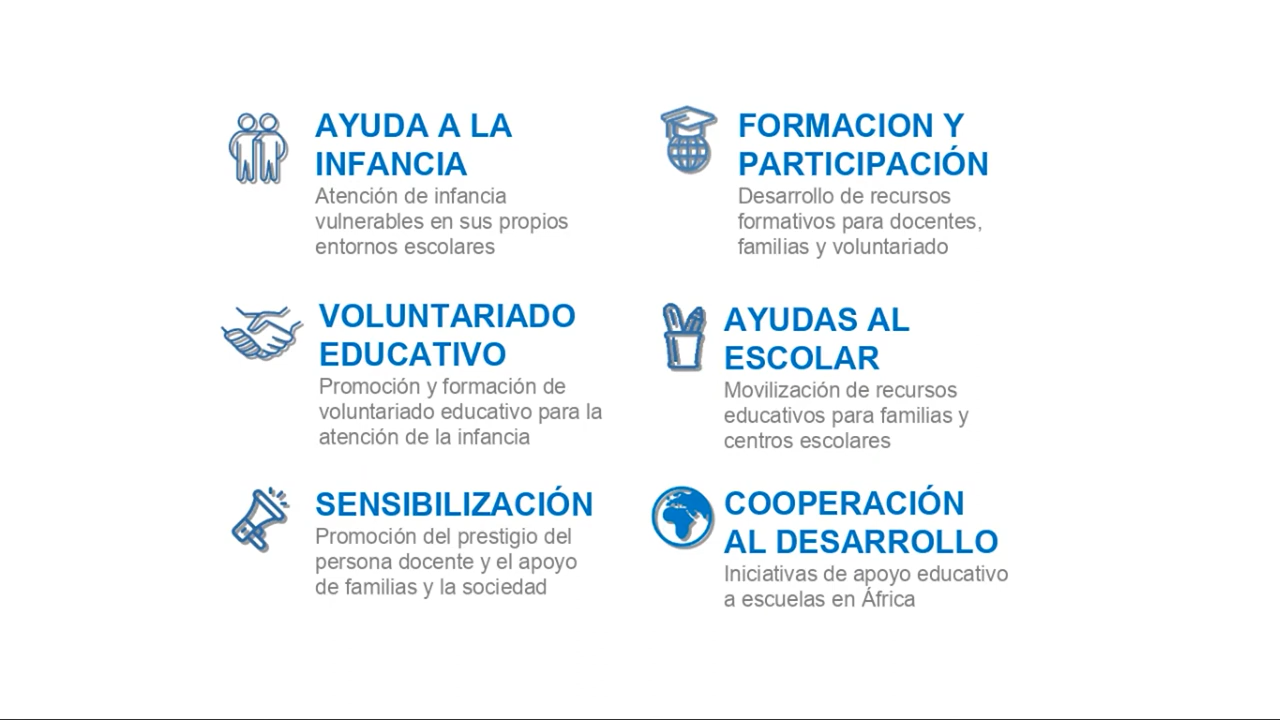 AYUDA A LA
INFANCIA
Atención de infancia
vulnerables en sus propios
entornos escolares
FORMACION Y
PARTICIPACIÓN
Desarrollo de recursos
formativos para docentes,
familias y voluntariado
VOLUNTARIADO
EDUCATIVO
Promoción y formación de
voluntariado educativo para la
atención de la infancia
AYUDAS AL
ESCOLAR
Movilización de recursos
educativos para familias y
centros escolares
SENSIBILIZACIÓN
Promoción del prestigio del
persona docente y el apoyo
de familias y la sociedad
COOPERACIÓN
AL DESARROLLO
Iniciativas de apoyo educativo
a escuelas en África